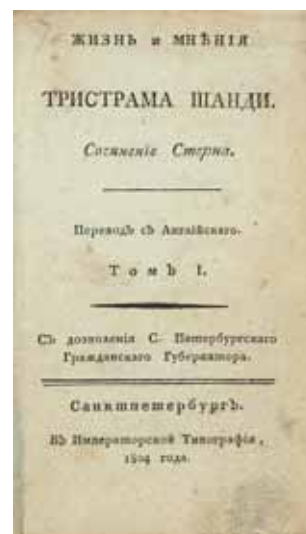 ЖИЗНЬ и МНѢНІЯ
ТРИСТРАМА ШАНДИ.
Сочиненіе Стерна.
Переводъ съ Англійскаго.
Томъ I.
Съ дозволенія С. Петербургскаго
Гражданскаго Губернатора.
Санктпетербургъ.
Въ Императорской Типографіи,
1804 года.